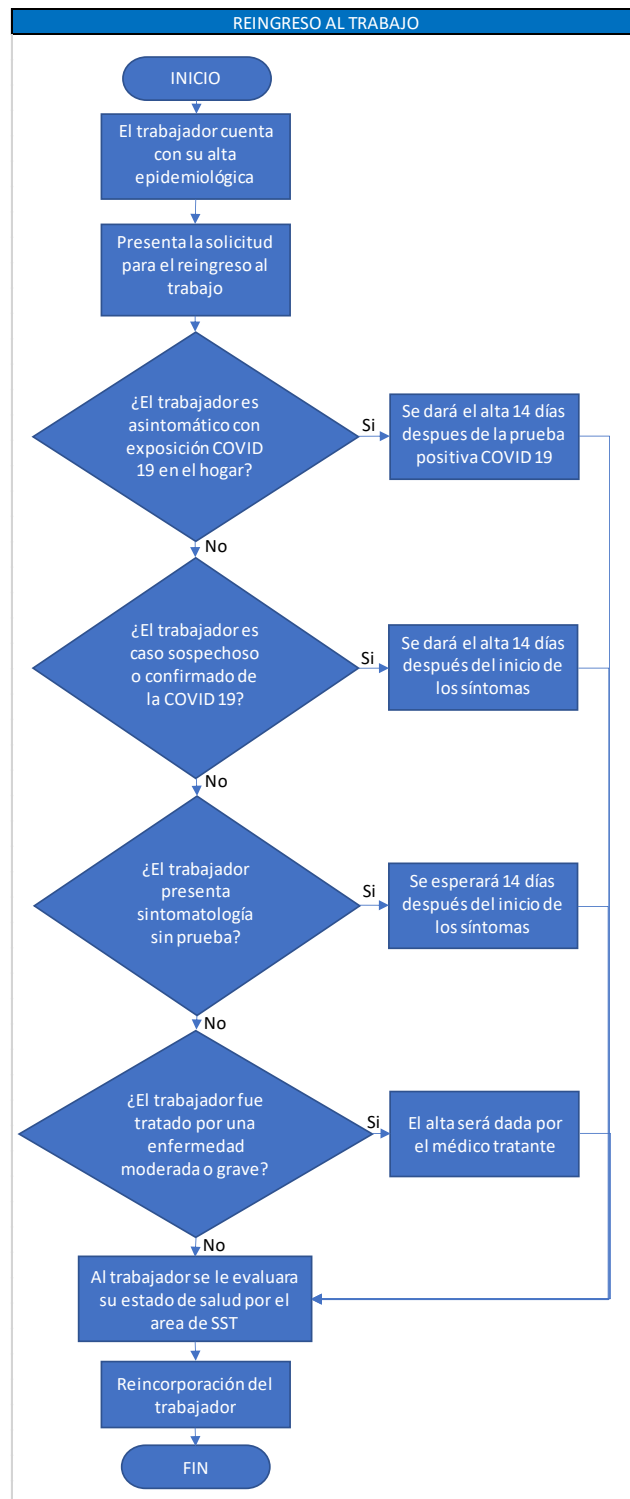 REINGRESO AL TRABAJO
INICIO
El trabajador cuenta
con su alta
epidemiológica
Presenta la solicitud
para el reingreso al
trabajo
¿El trabajador es
asintomático con
exposición COVID
19 en el hogar?
Si
Se dará el alta 14 días
despues de la prueba
positiva COVID 19
No
¿El trabajador es
caso sospechoso
o confirmado de
la COVID 19?
Si
Se dará el alta 14 días
después del inicio de
los síntomas
No
¿El trabajador
presenta
sintomatología
sin prueba?
Si
Se esperará 14 días
después del inicio de
los síntomas
No
¿El trabajador fue
tratado por una
enfermedad
moderada o grave?
Si
El alta será dada por
el médico tratante
No
Al trabajador se le evaluara
su estado de salud por el
area de SST
Reincorporación del
trabajador
FIN